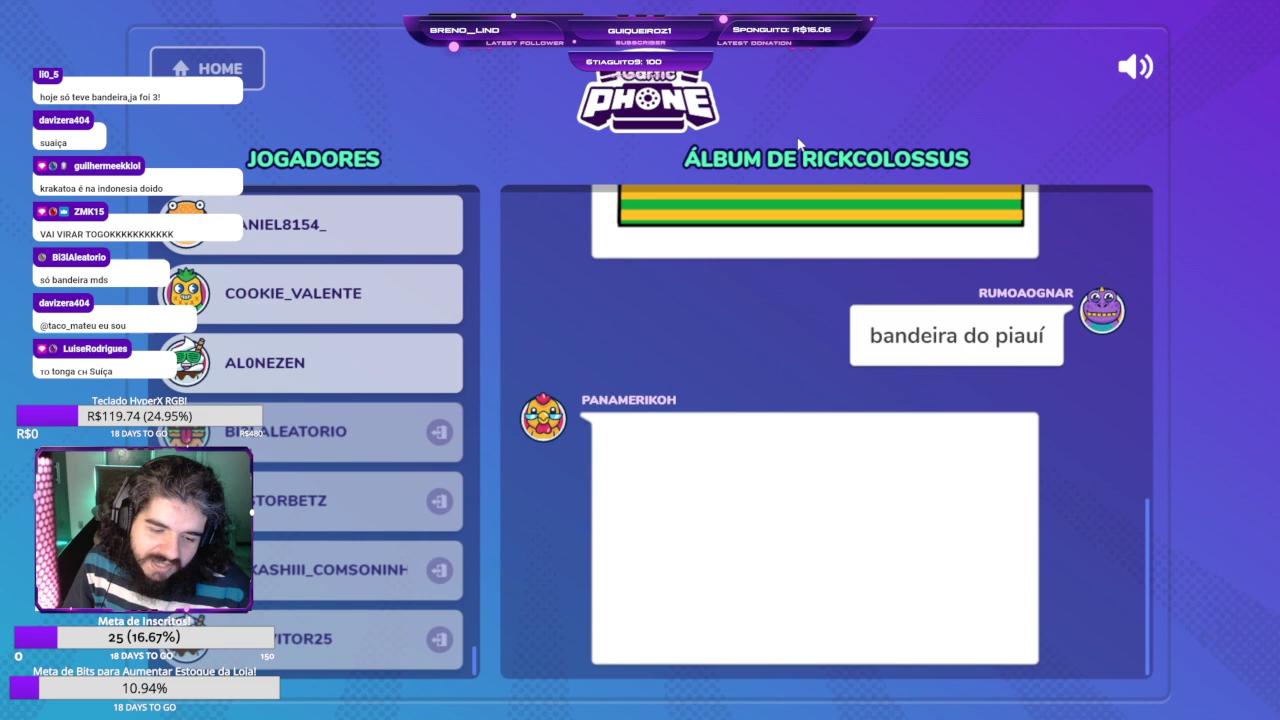 BRENO__LIND
LATEST FOLLOWER
GUIQUEIROZ1
SUBSCRIBER
SPONGUITO: R$16.06
LATEST DONATION
6TIAGUITO9: 100
HOME
PHONE
li0_5
hoje só teve bandeira,ja foi 3!
davizera404
suaiça
guilhermeekklol
krakatoa é na indonesia doido
ZMK15
VAI VIRAR TOGOKKKKKKKKKKK
Bi3lAleatorio
só bandeira mds
davizera404
@taco_mateu eu sou
LuiseRodrigues
TO tonga CH Suíça
JOGADORES
ANIEL8154_
COOKIE_VALENTE
AL0NEZEN
ALEATORIO
STORBETZ
KASHIII_COMSONINH
VITOR25
ÁLBUM DE RICKCOLOSSUS
RUMOAOGNAR
bandeira do piauí
PANAMERIKOH
Teclado HyperX RGB!
R$119.74 (24.95%)
R$0
18 DAYS TO GO
R$480
Meta de Inscritos!
25 (16.67%)
0
18 DAYS TO GO
150
Meta de Bits para Aumentar Estoque da Loja!
10.94%
18 DAYS TO GO